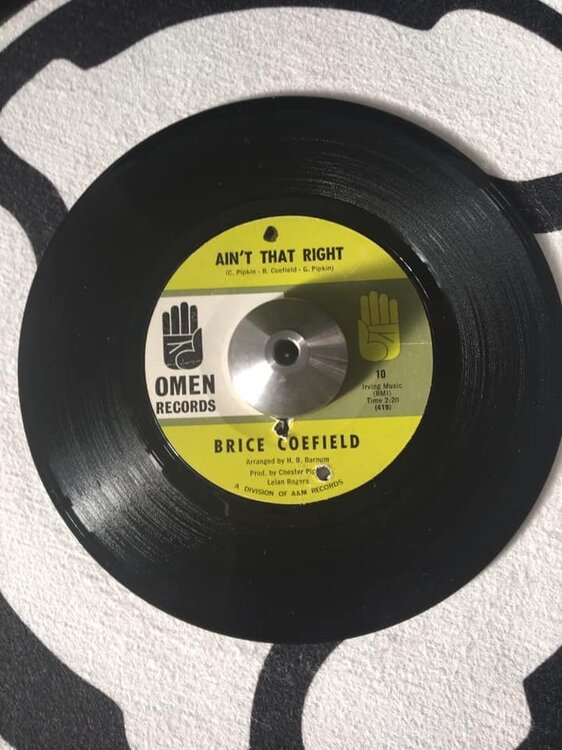 AIN'T THAT RIGHT
(C. Pipkin - B. Coefield - G. Pipkin)
OMEN
RECORDS
10
Irving Music
(BMI)
Time 2:20
(419)
BRICE COEFIELD
Arranged by H. B. Barnum
Prod. by Chester
Lelan Rogers
A DIVISION OF A&M RECORDS